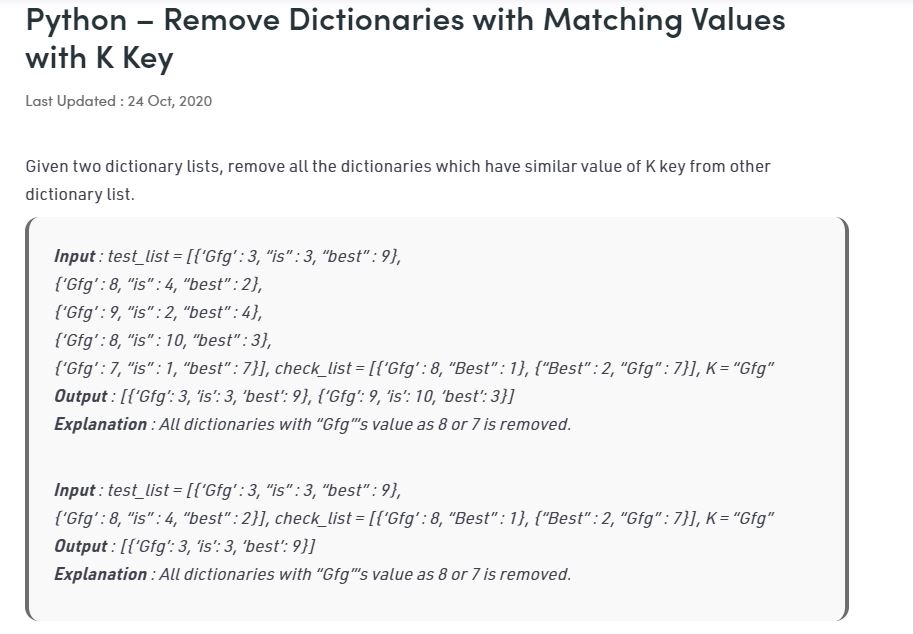 Python – Remove Dictionaries with Matching Values
with K Key
Last Updated : 24 Oct, 2020
Given two dictionary lists, remove all the dictionaries which have similar value of K key from other
dictionary list.
Input : test_list = [{‘Gfg’ : 3, “is” : 3, “best” : 9},
{‘Gfg’ : 8, “is” : 4, “best” : 2},
{‘Gfg’ : 9, “is” : 2, “best” : 4},
{‘Gfg’ : 8, “is” : 10, “best” : 3},
{‘Gfg’ : 7, “is” : 1, “best” : 7}], check_list = [{‘Gfg’ : 8, “Best” : 1}, {“Best” : 2, “Gfg” : 7}], K = “Gfg”
Output : [{‘Gfg’: 3, ‘is’: 3, ‘best’: 9}, {‘Gfg’: 9, ‘is’: 10, ‘best’: 3}]
Explanation : All dictionaries with “Gfg”‘s value as 8 or 7 is removed.
Input : test_list = [{‘Gfg’ : 3, “is” : 3, “best” : 9},
{‘Gfg’ : 8, “is” : 4, “best” : 2}], check_list = [{‘Gfg’ : 8, “Best” : 1}, {“Best” : 2, “Gfg” : 7}], K = “Gfg”
Output : [{‘Gfg’: 3, ‘is’: 3, ‘best’: 9}]
Explanation : All dictionaries with “Gfg”‘s value as 8 or 7 is removed.